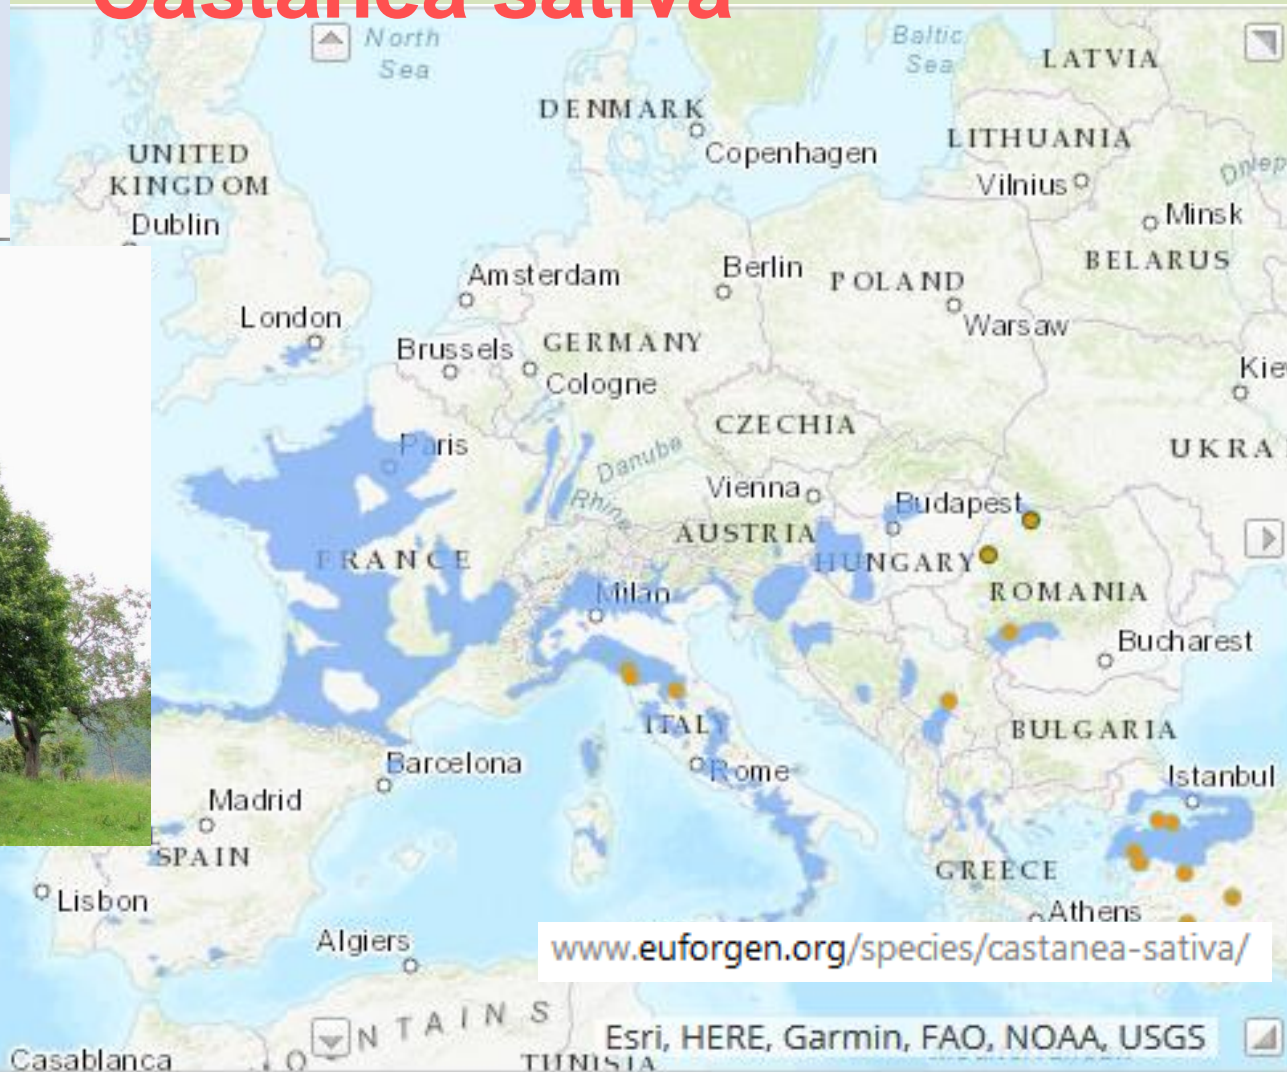 Castanea sativa
North
Sea
Baltic
Sea
LATVIA
DENMARK
Copenhagen
LITHUANIA
Vilnius
UNITED
KINGDOM
Dublin
Minsk
BELARUS
Amsterdam
Berlin
POLAND
Warsaw
London
Brussels
GERMANY
Cologne
CZECHIA
Paris
Danube
Rhine
Vienna
Budapest
AUSTRIA
HUNGARY
FRANCE
Milan
ROMANIA
Bucharest
ITALY
BULGARIA
Barcelona
Rome
Istanbul
Madrid
SPAIN
GREECE
Lisbon
Athens
Algiers
www.euforgen.org/species/castanea-sativa/
NTAINS
Esri, HERE, Garmin, FAO, NOAA, USGS
Casablanca
TUNISIA